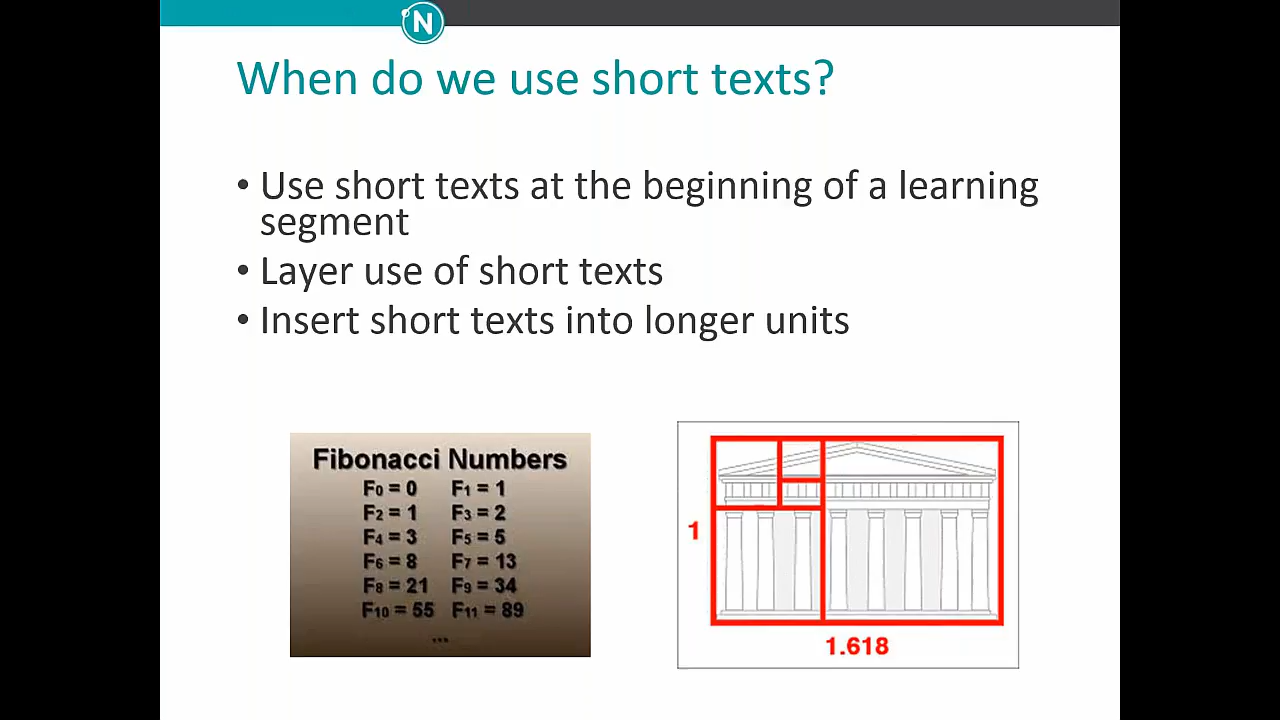 N
When do we use short texts?
• Use short texts at the beginning of a learning
segment
• Layer use of short texts
• Insert short texts into longer units
Fibonacci Numbers
F0 = 0 F1 = 1
F2 = 1 F3 = 2
F4 = 3 F5 = 5
F6 = 8 F7 = 13
F8 = 21 F9 = 34
F10 = 55 F11 = 89
...
1
1.618